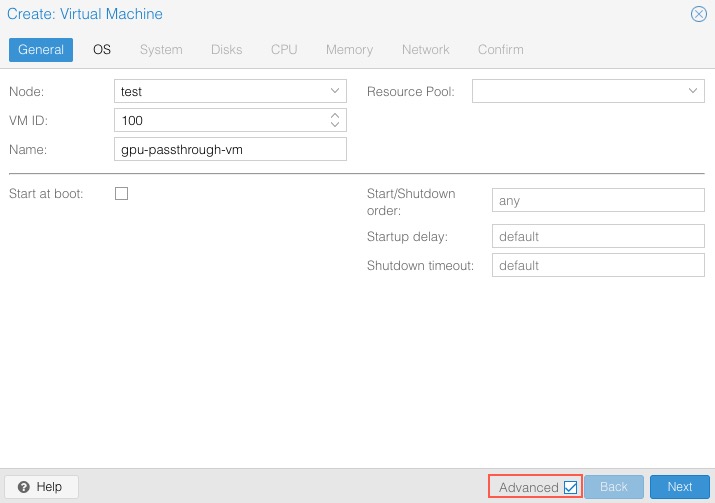 Create: Virtual Machine
General OS System Disks CPU Memory Network Confirm
Node: test Resource Pool:
VM ID: 100
Name: gpu-passthrough-vm
Start at boot: Start/Shutdown order: any
Startup delay: default
Shutdown timeout: default
Help Advanced Back Next